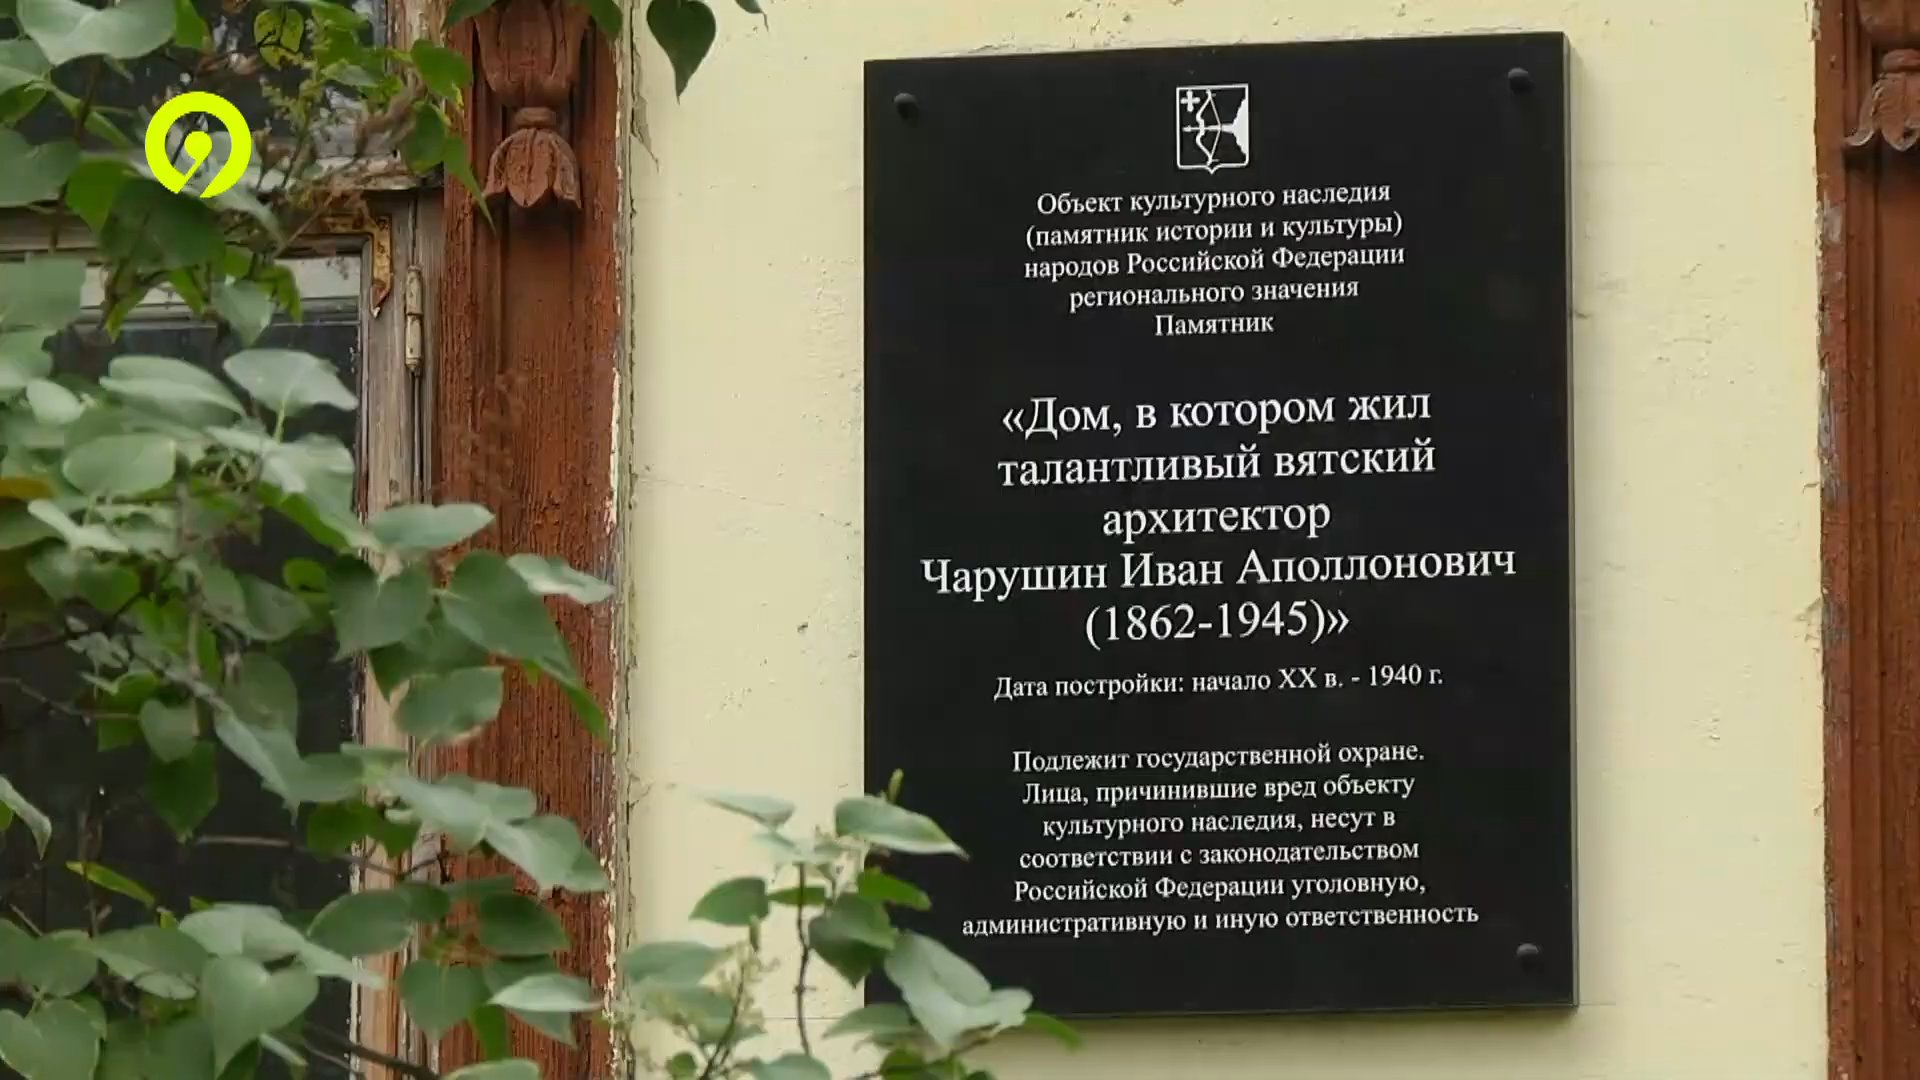 Объект культурного наследия
(памятник истории и культуры)
народов Российской Федерации
регионального значения
Памятник
«Дом, в котором жил
талантливый вятский
архитектор
Чарушин Иван Аполлонович
(1862-1945)»
Дата постройки: начало XX в. - 1940 г.
Подлежит государственной охране.
Лица, причинившие вред объекту
культурного наследия, несут в
соответствии с законодательством
Российской Федерации уголовную,
административную и иную ответственность